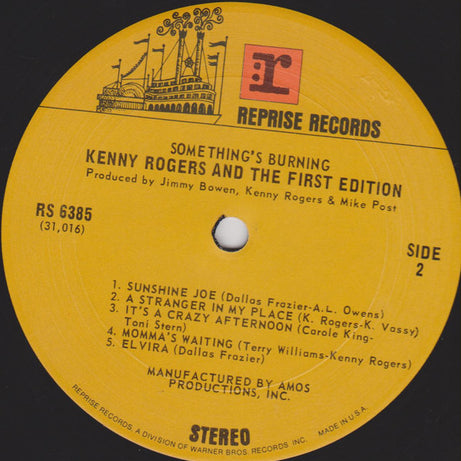 r:
REPRISE RECORDS
SOMETHING'S BURNING
KENNY ROGERS AND THE FIRST EDITION
Produced by Jimmy Bowen, Kenny Rogers & Mike Post
RS 6385
(31,016)
SIDE
2
1. SUNSHINE JOE (Dallas Frazier-A.L. Owens)
2. A STRANGER IN MY PLACE (K. Rogers-K. Vassy)
3. IT'S A CRAZY AFTERNOON (Carole King-
Toni Stern)
4. MOMMA'S WAITING (Terry Williams-Kenny Rogers)
5. ELVIRA (Dallas Frazier)
MANUFACTURED BY AMOS
PRODUCTIONS, INC.
STEREO
REPRISE RECORDS, A DIVISION OF WARNER BROS. RECORDS, INC. MADE IN U.S.A.